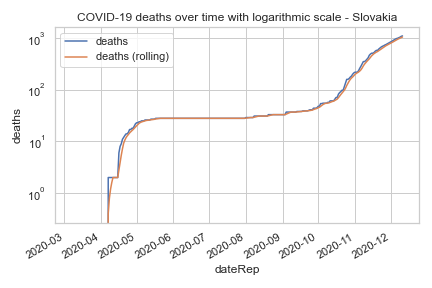 COVID-19 deaths over time with logarithmic scale - Slovakia
deaths
deaths (rolling)
deaths
10³
10²
10¹
10⁰
2020-03
2020-04
2020-05
2020-06
2020-07
2020-08
2020-09
2020-10
2020-11
2020-12
dateRep